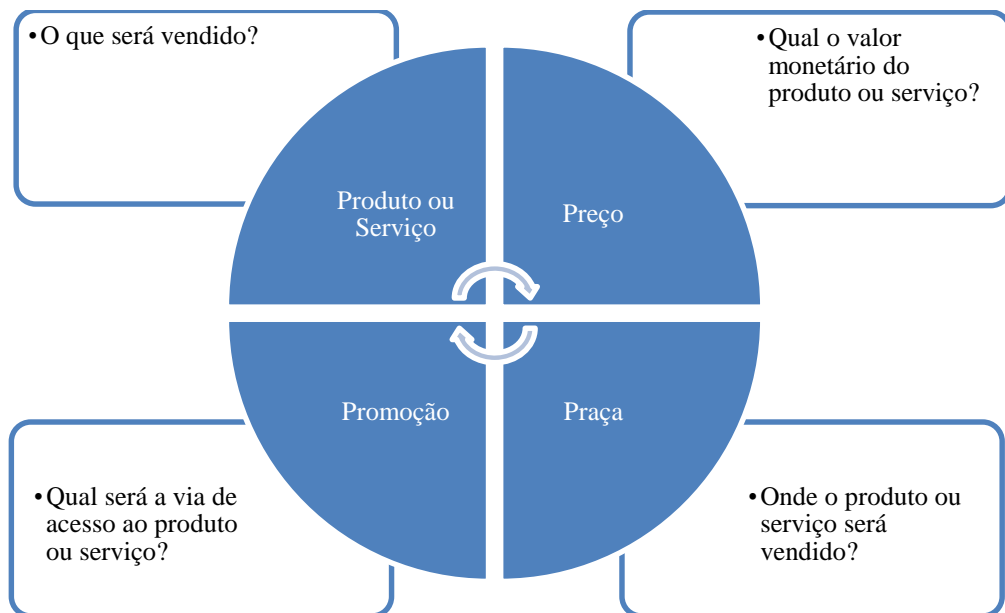 •O que será vendido?
•Qual o valor
monetário do
produto ou serviço?
Produto ou
Serviço
Preço
Promoção
Praça
•Qual será a via de
acesso ao produto
ou serviço?
•Onde o produto ou
serviço será
vendido?